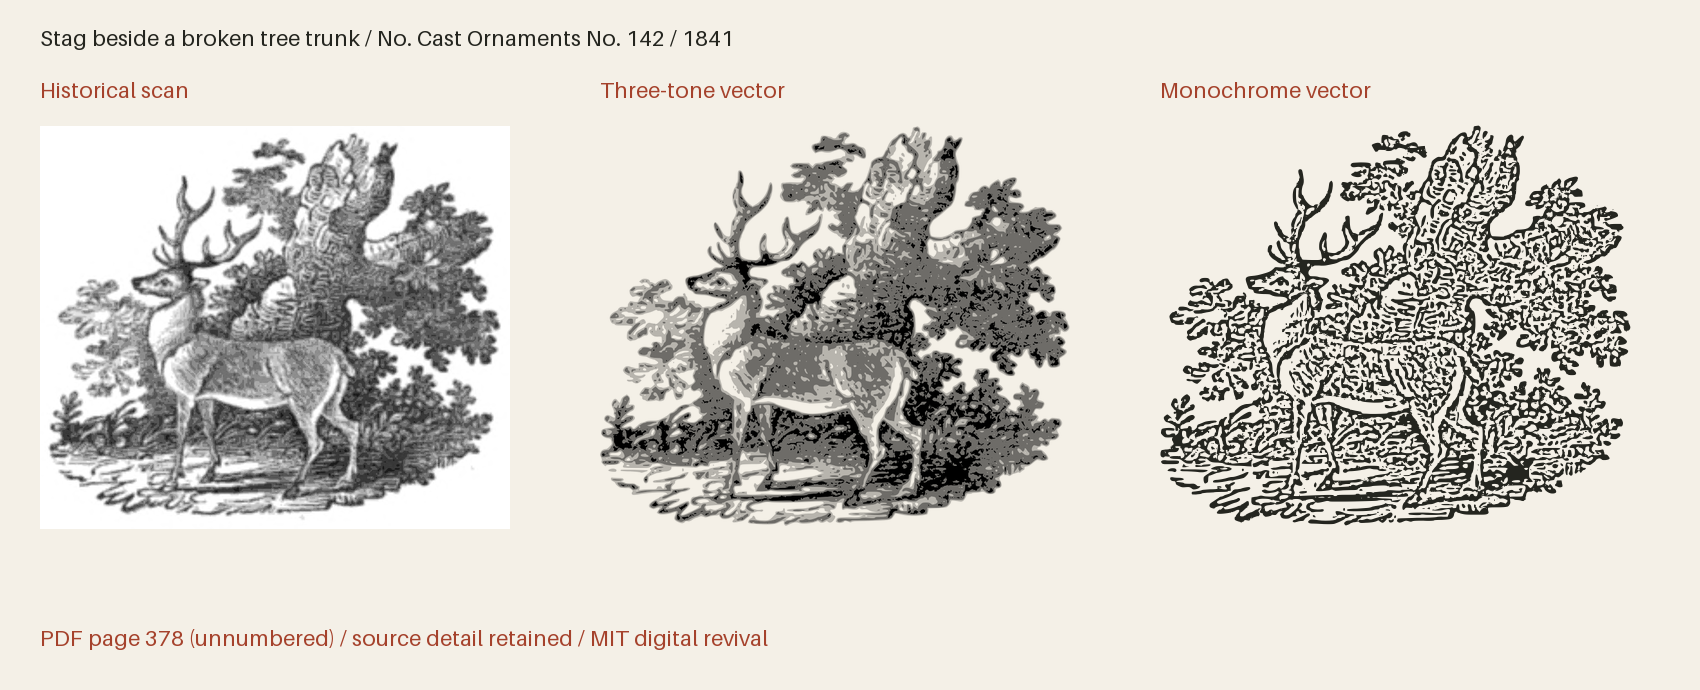 Stag beside a broken tree trunk / No. Cast Ornaments No. 142 / 1841
Historical scan
Three-tone vector
Monochrome vector
PDF page 378 (unnumbered) / source detail retained / MIT digital revival